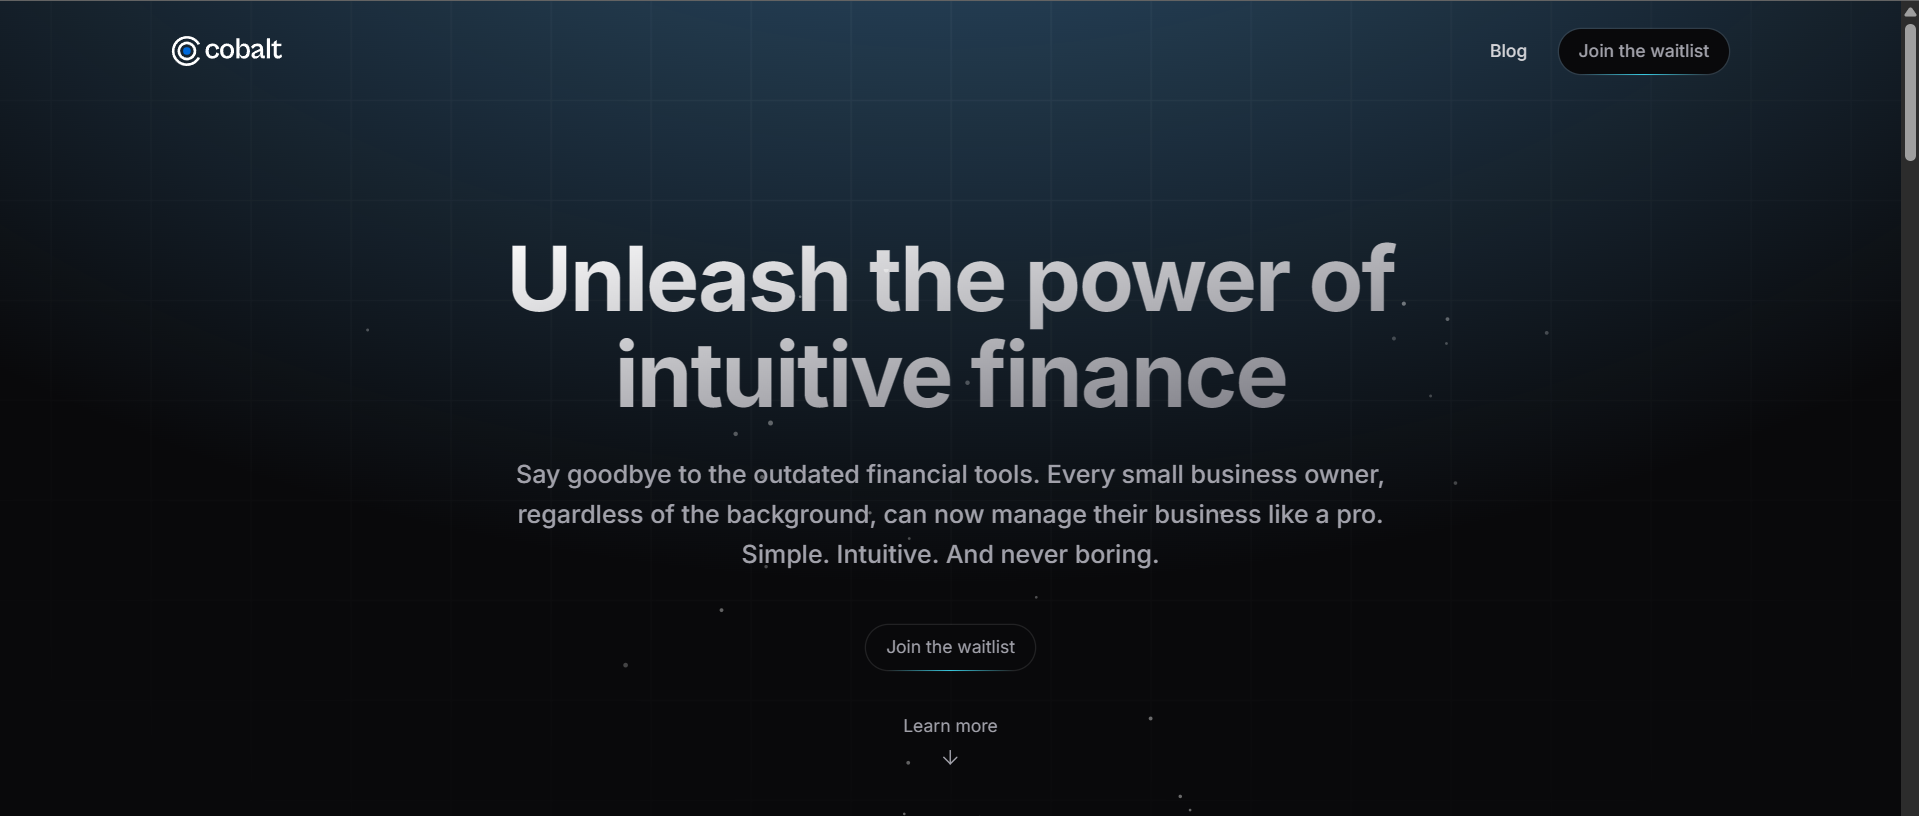 cobalt
Blog
Join the waitlist
Unleash the power of
intuitive finance
Say goodbye to the outdated financial tools. Every small business owner,
regardless of the background, can now manage their business like a pro.
Simple. Intuitive. And never boring.
Join the waitlist
Learn more